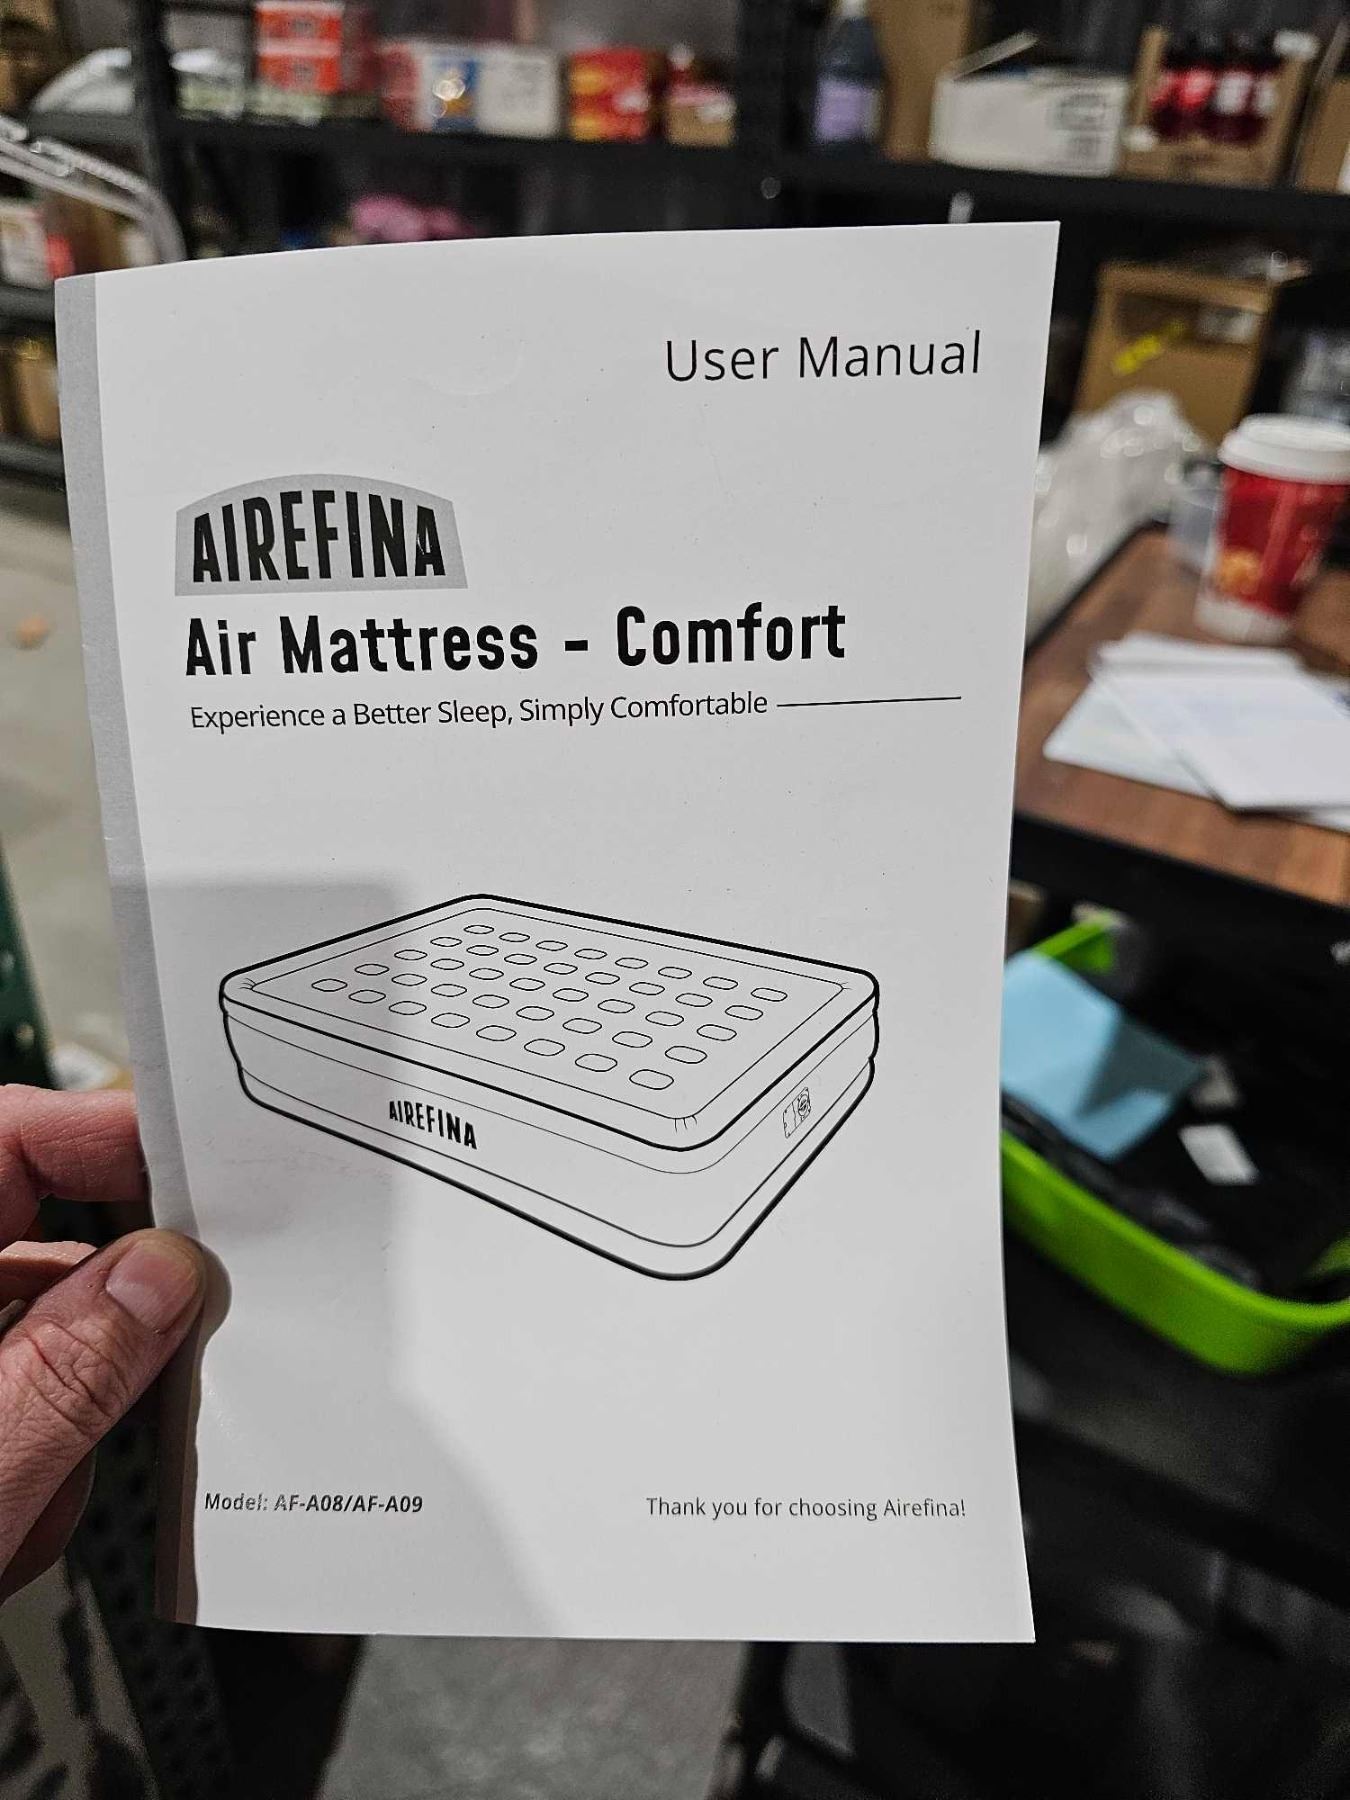 User Manual
AIREFINA
Air Mattress - Comfort
Experience a Better Sleep, Simply Comfortable
AIREFINA
Model: AF-A08/AF-A09
Thank you for choosing Airefina!